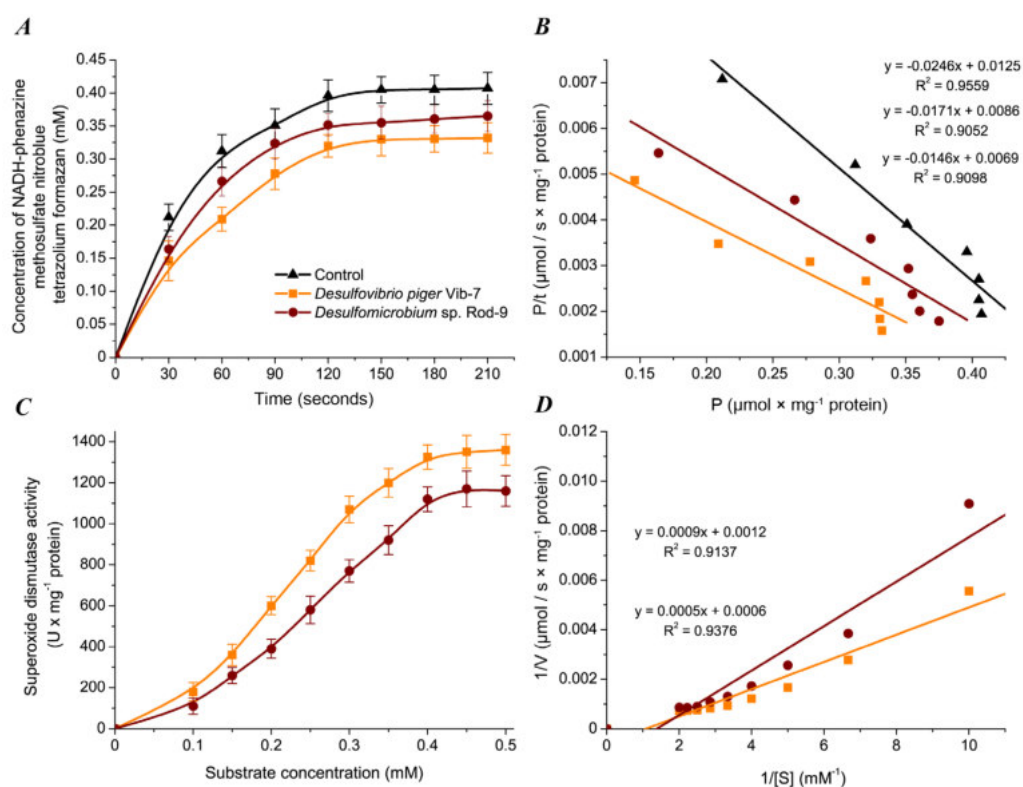 A
Concentration of NADH-phenazine
methosulfate nitroblue
tetrazolium formazan (mM)
0.45
0.40
0.35
0.30
0.25
0.20
0.15
0.10
0.05
0.00
Control
Desulfovibrio piger Vib-7
Desulfomicrobium sp. Rod-9
0 30 60 90 120 150 180 210
Time (seconds)
B
P/t (μmol / s × mg⁻¹ protein)
0.007
0.006
0.005
0.004
0.003
0.002
0.001
y = -0.0246x + 0.0125
R² = 0.9559
y = -0.0171x + 0.0086
R² = 0.9052
y = -0.0146x + 0.0069
R² = 0.9098
0.15 0.20 0.25 0.30 0.35 0.40
P (μmol × mg⁻¹ protein)
C
Superoxide dismutase activity
(U x mg⁻¹ protein)
1400
1200
1000
800
600
400
200
0
0 0.1 0.2 0.3 0.4 0.5
Substrate concentration (mM)
D
1/V (μmol / s × mg⁻¹ protein)
0.012
0.010
0.008
0.006
0.004
0.002
0
y = 0.0009x + 0.0012
R² = 0.9137
y = 0.0005x + 0.0006
R² = 0.9376
0 2 4 6 8 10
1/[S] (mM⁻¹)